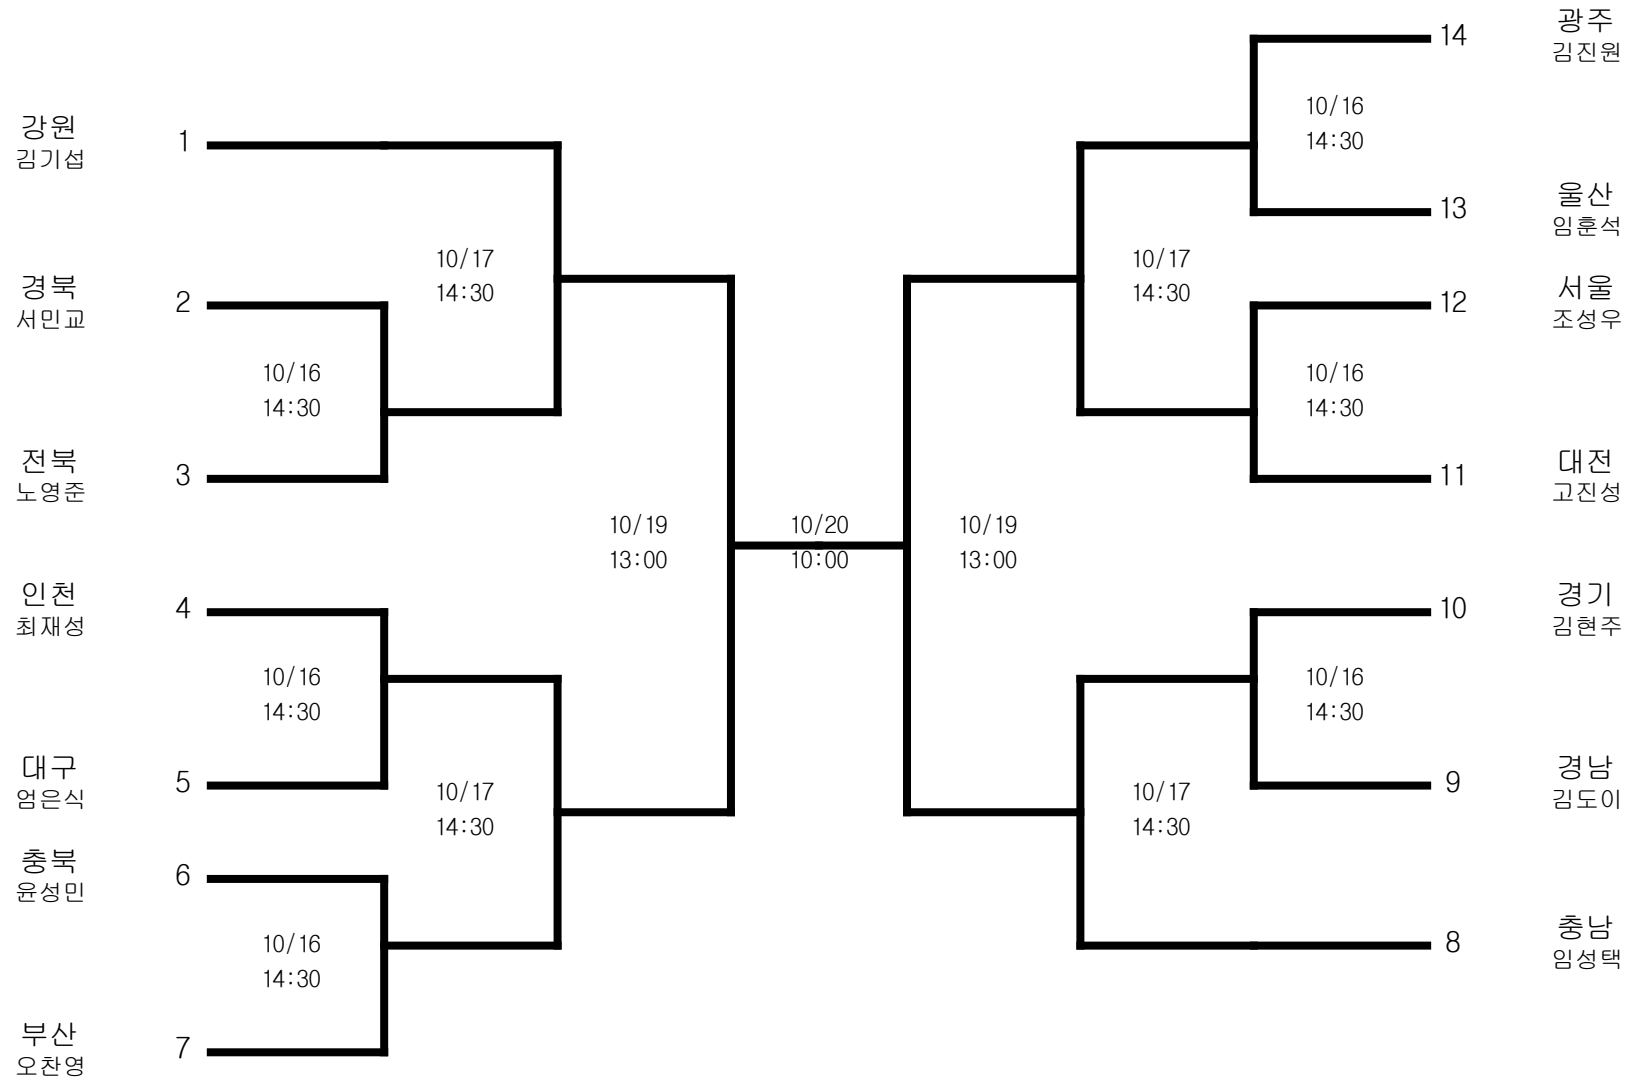 강원
김기섭
1
경북
서민교
2
10/16
14:30
전북
노영준
3
10/17
14:30
인천
최재성
4
10/16
14:30
대구
엄은식
5
충북
윤성민
6
10/16
14:30
부산
오찬영
7
10/17
14:30
10/19
13:00
10/20
10:00
10/19
13:00
14
광주
김진원
10/16
14:30
13
울산
임훈석
10/17
14:30
12
서울
조성우
10/16
14:30
11
대전
고진성
10
경기
김현주
10/16
14:30
9
경남
김도이
10/17
14:30
8
충남
임성택